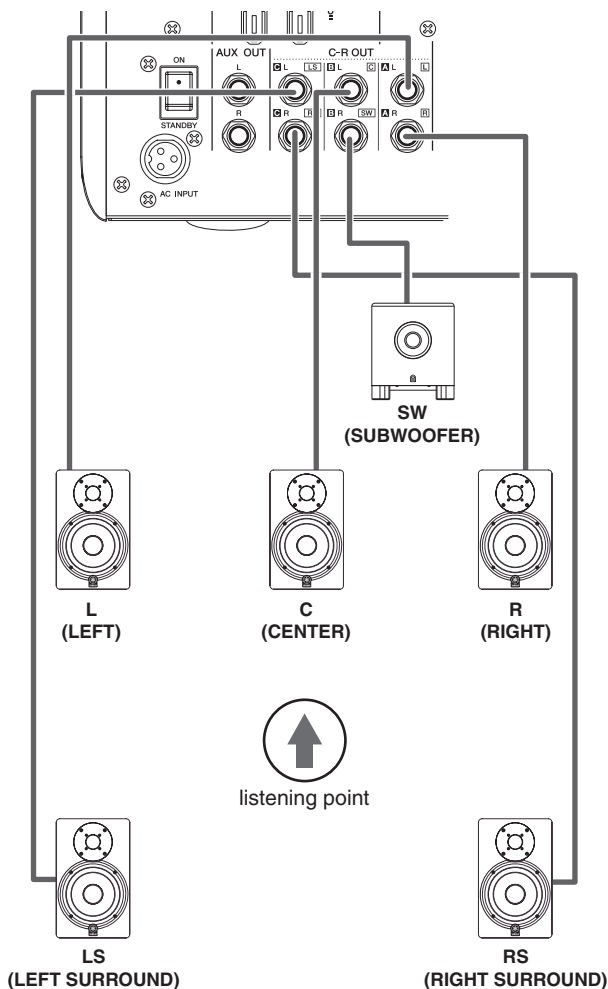 AUX OUT
C-R OUT
ON
STANDBY
AC INPUT
L
R
C L LS
B L C
A L L
C R
B R SW
A R R
SW
(SUBWOOFER)
L
(LEFT)
C
(CENTER)
R
(RIGHT)
listening point
LS
(LEFT SURROUND)
RS
(RIGHT SURROUND)